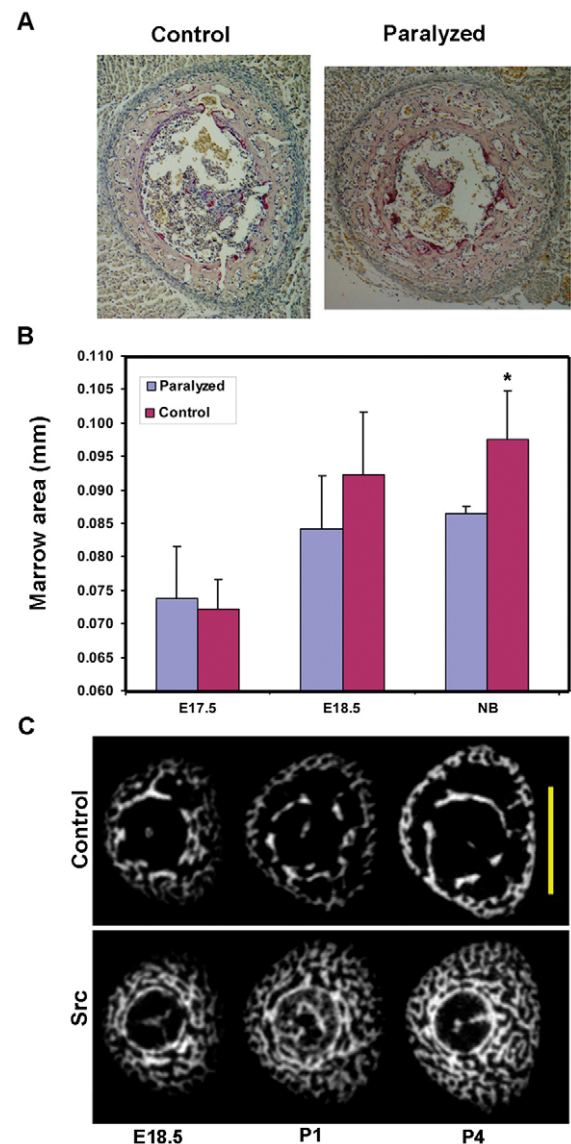 A
Control
Paralyzed
B
0.110
0.105
0.100
0.095
0.090
0.085
0.080
0.075
0.070
0.065
0.060
Marrow area (mm)
Paralyzed
Control
*
E17.5
E18.5
NB
C
Control
Src
E18.5
P1
P4